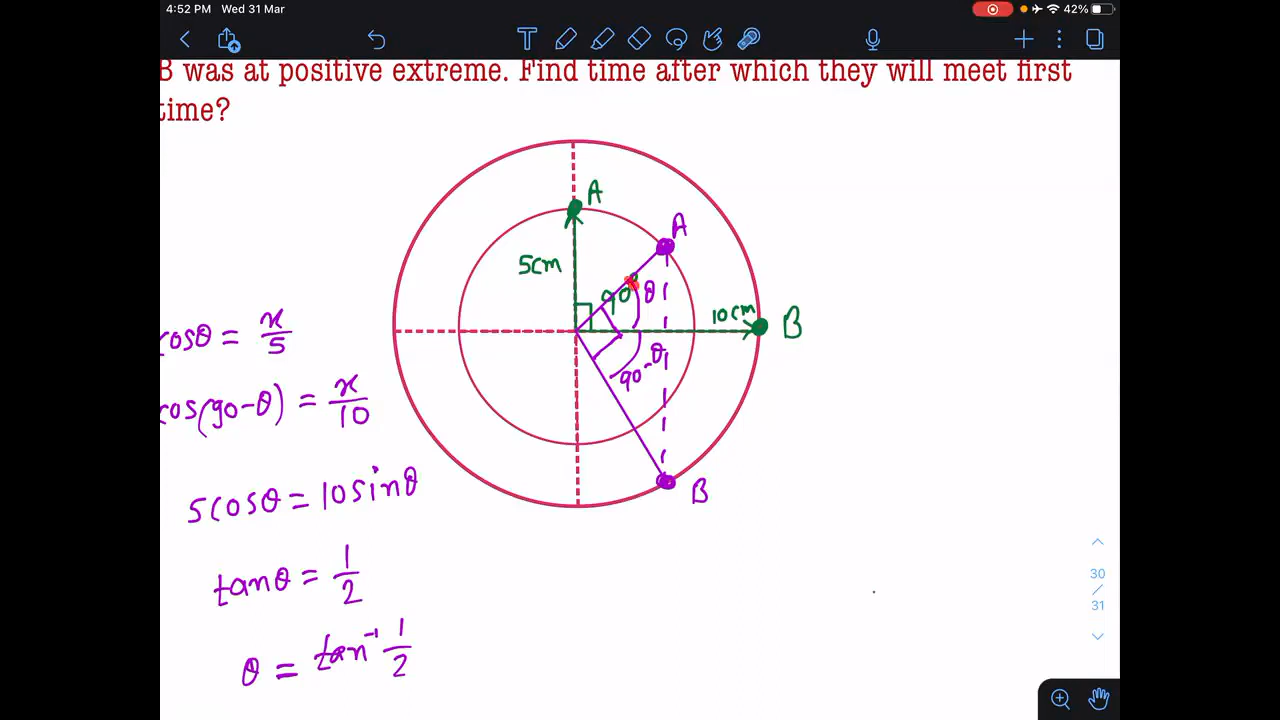 4:52 PM Wed 31 Mar
42%
B was at positive extreme. Find time after which they will meet first
time?
A
A
5cm
90°
θ
10cm
B
90-θ
B
cosθ = x/5
cos(90-θ) = x/10
5cosθ = 10sinθ
tanθ = 1/2
θ = tan⁻¹ 1/2
30
/
31